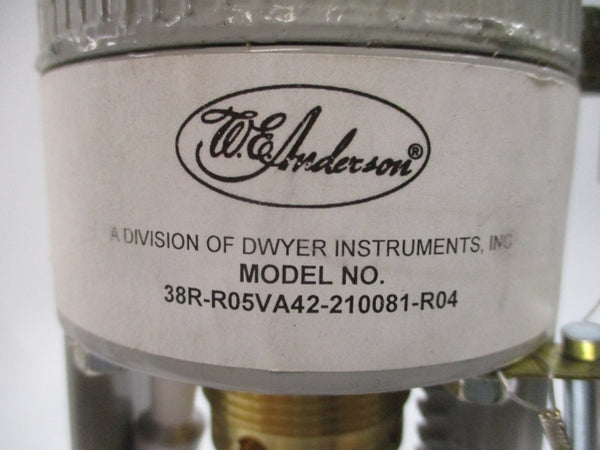 W.E. Anderson®
A DIVISION OF DWYER INSTRUMENTS, INC
MODEL NO.
38R-R05VA42-210081-R04